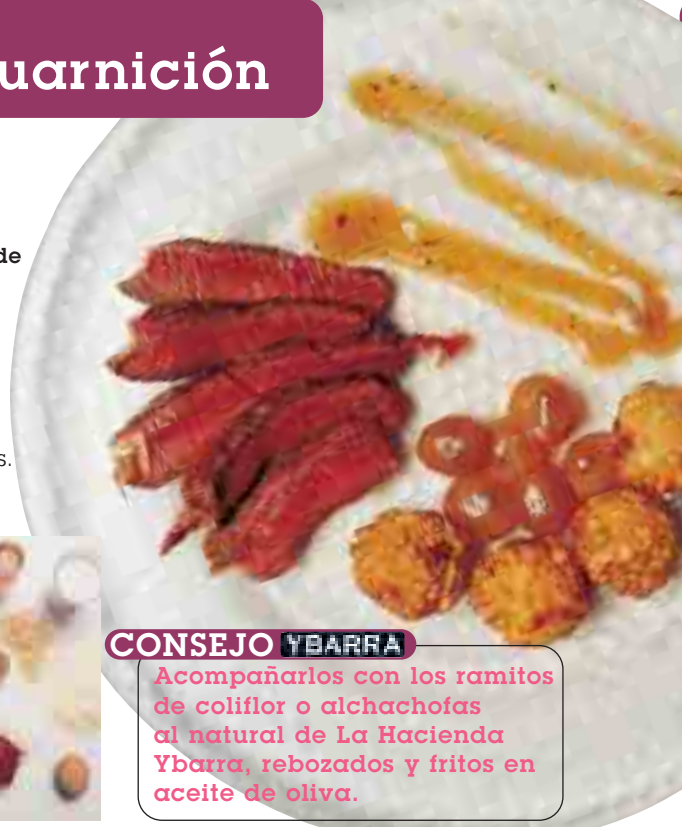 uarnición
de
s.
CONSEJO YBARRA
Acompañarlos con los ramitos
de coliflor o alchachofas
al natural de La Hacienda
Ybarra, rebozados y fritos en
aceite de oliva.